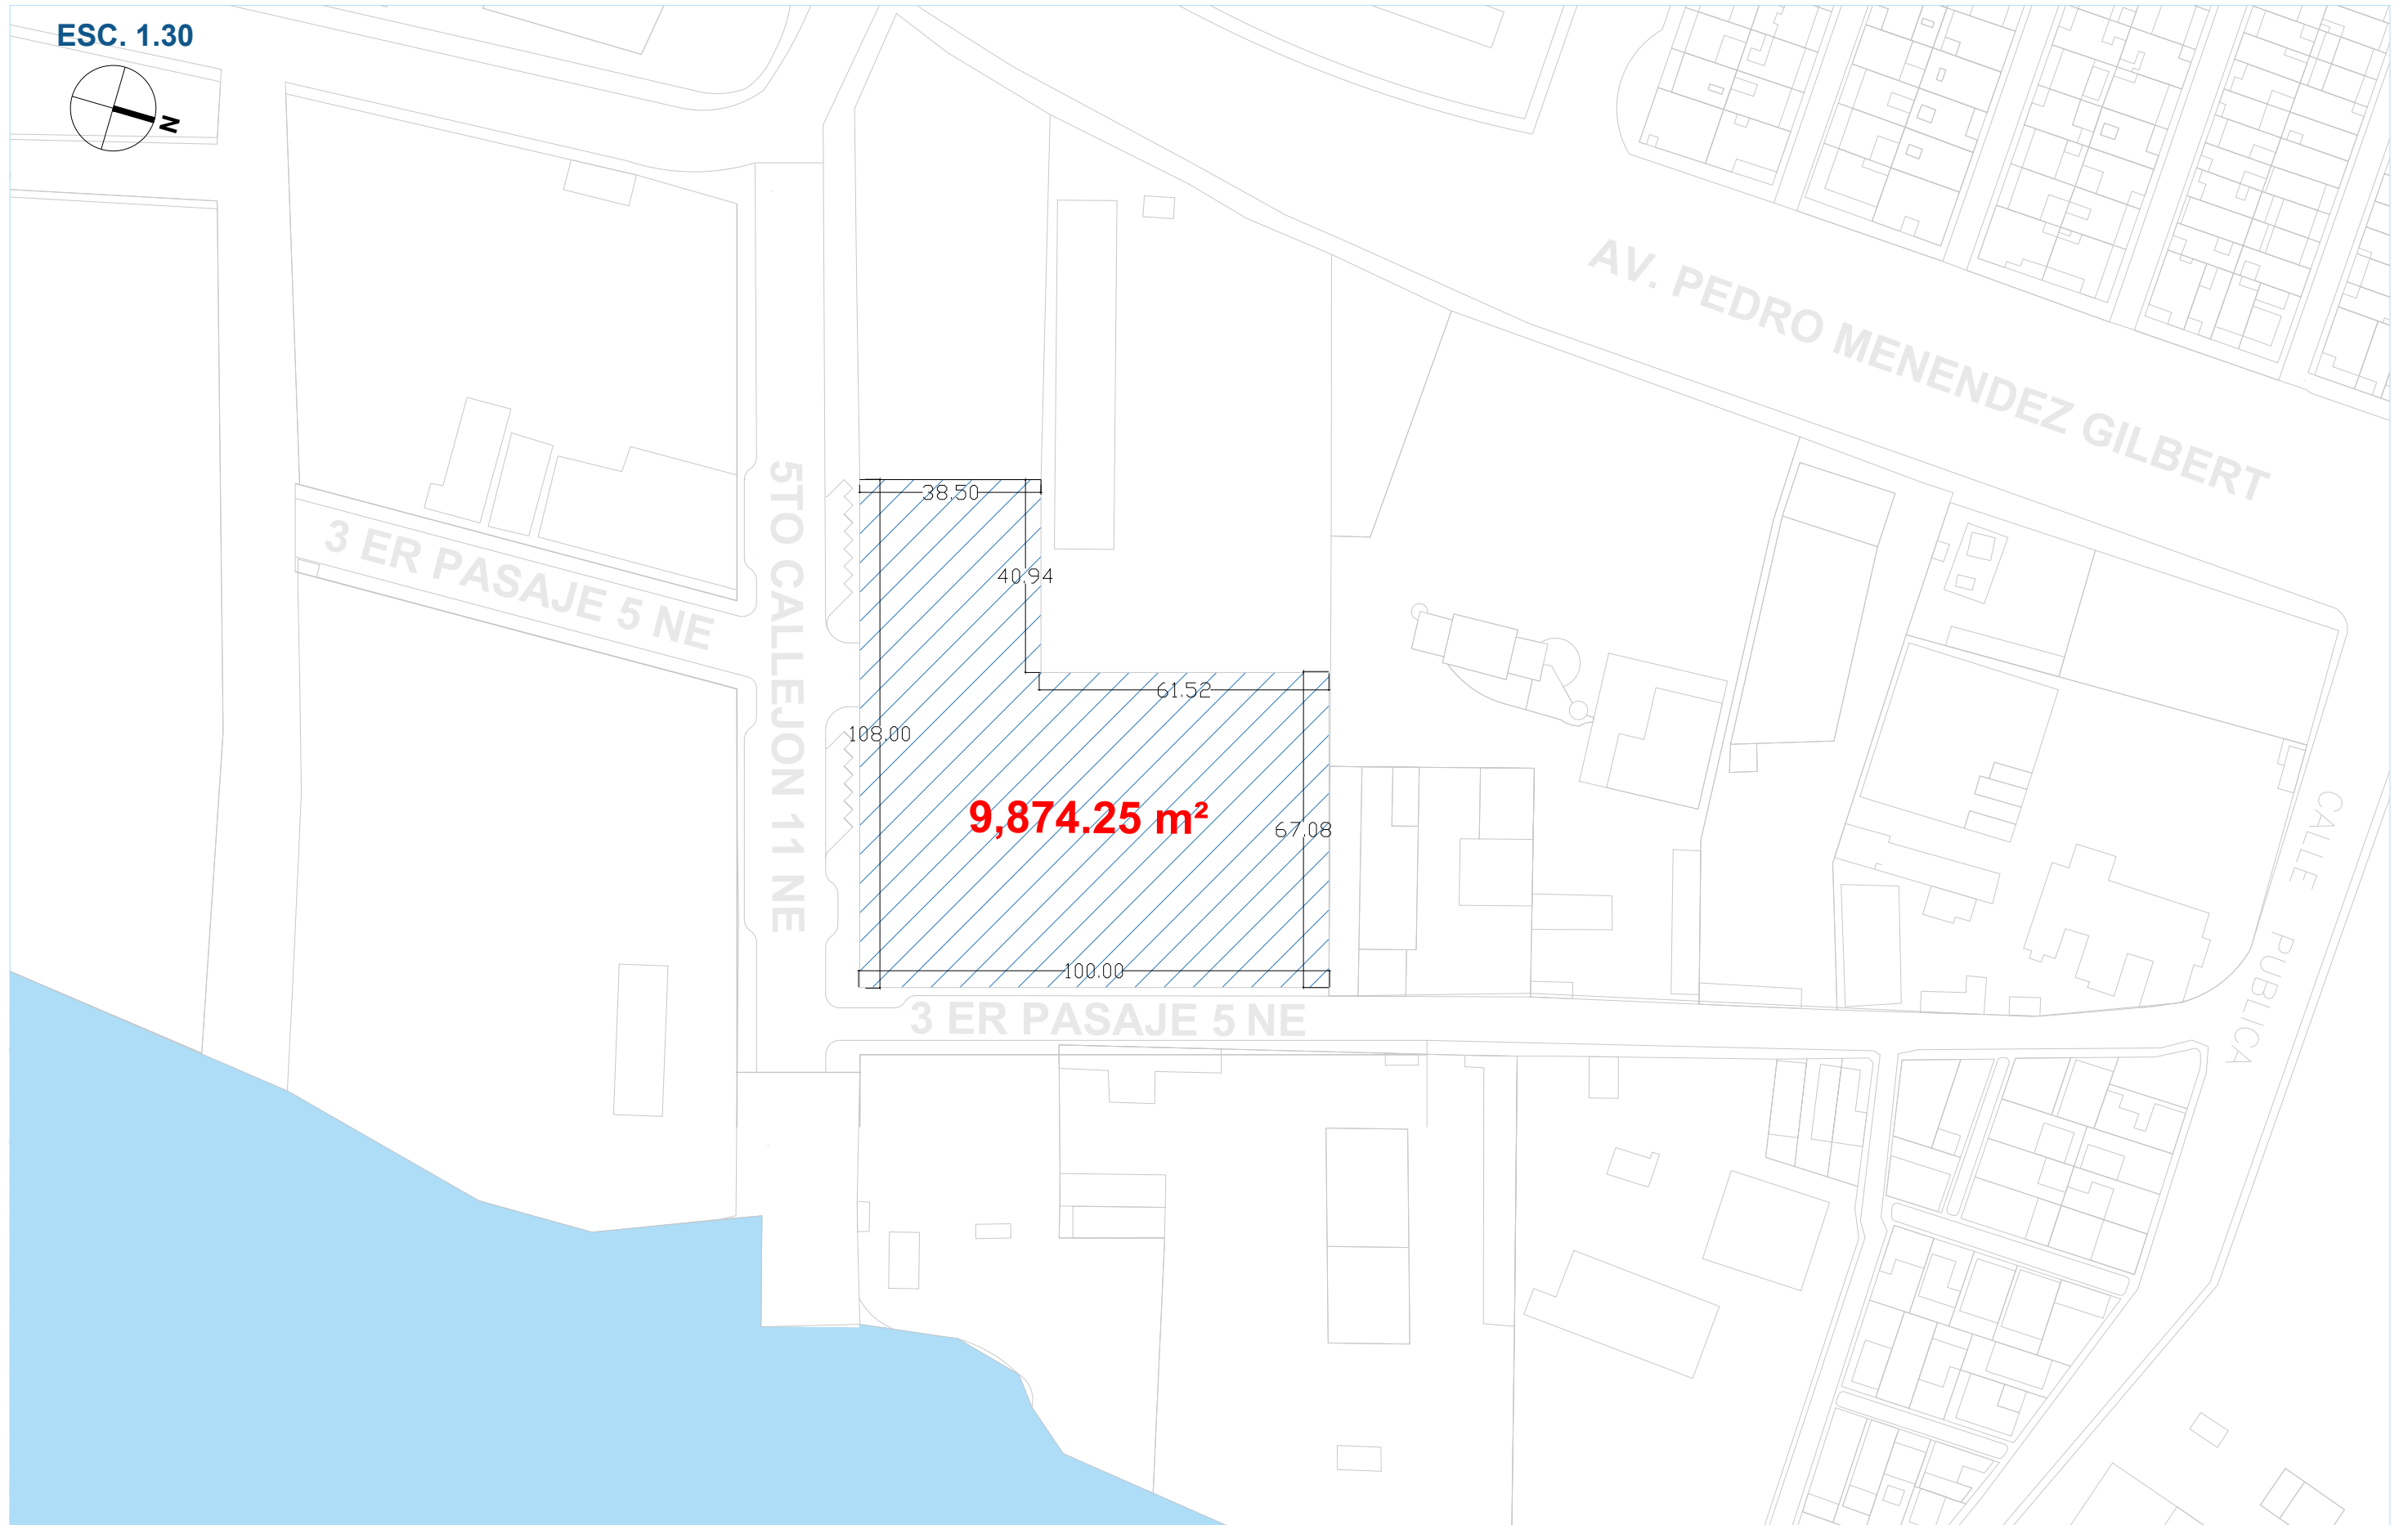 ESC. 1.30
N
AV. PEDRO MENENDEZ GILBERT
5TO CALLEJON 11 NE
3 ER PASAJE 5 NE
38.50
40.94
61.52
108.00
9,874.25 m²
67.08
100.00
3 ER PASAJE 5 NE
CALLE PUBLICA